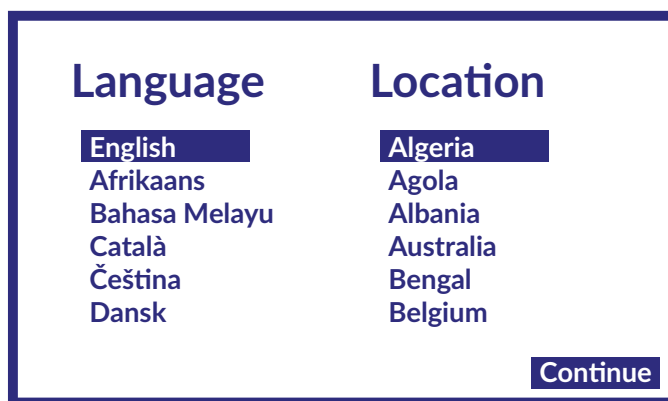 Language
English
Afrikaans
Bahasa Melayu
Català
Čeština
Dansk
Location
Algeria
Agola
Albania
Australia
Bengal
Belgium
Continue